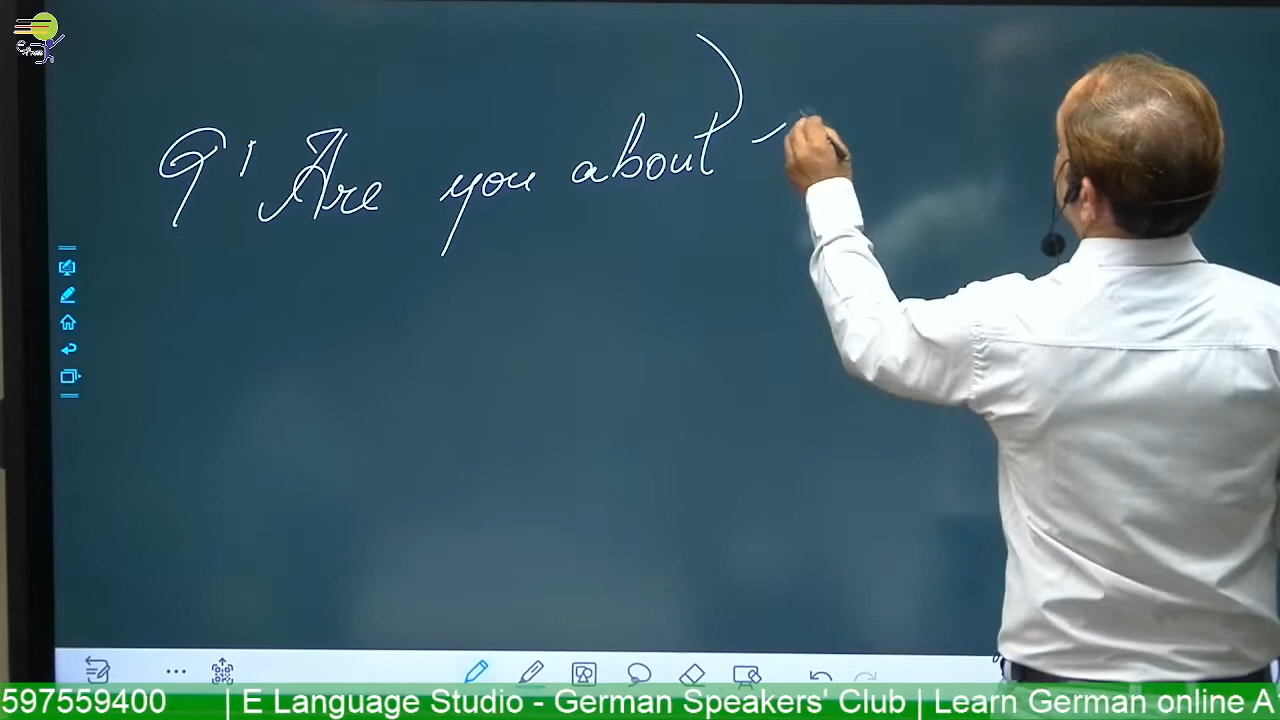 Are you about
597559400 | E Language Studio - German Speakers' Club | Learn German online A